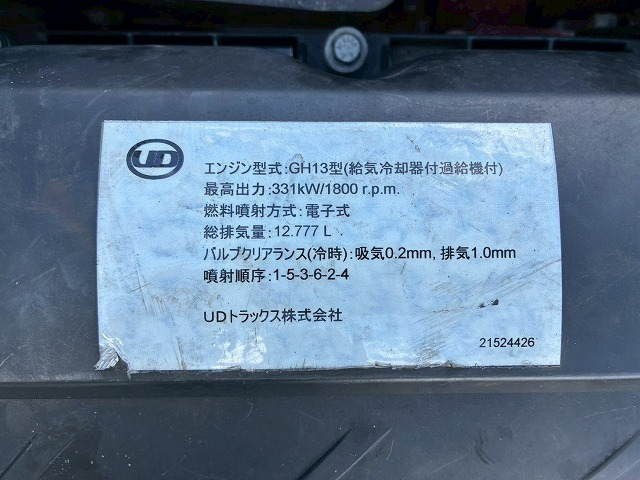 UD
エンジン型式:GH13型(給気冷却器付過給機付)
最高出力:331kW/1800 r.p.m.
燃料噴射方式:電子式
総排気量:12.777 L
バルブクリアランス(冷時):吸気0.2mm, 排気1.0mm
噴射順序:1-5-3-6-2-4
UDトラックス株式会社
21524426